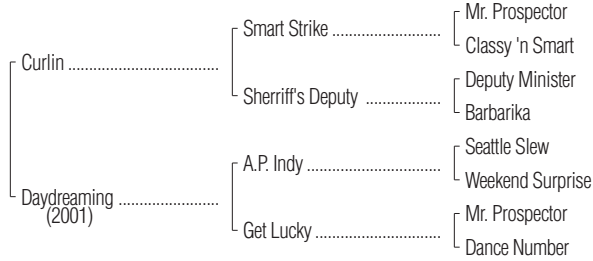 Mr. Prospector
Smart Strike ..........................
Classy 'n Smart
Curlin ....................................
Deputy Minister
Sherriff's Deputy ..................
Barbarika
Seattle Slew
A.P. Indy ................................
Weekend Surprise
Daydreaming ........................
(2001)
Mr. Prospector
Get Lucky ..............................
Dance Number